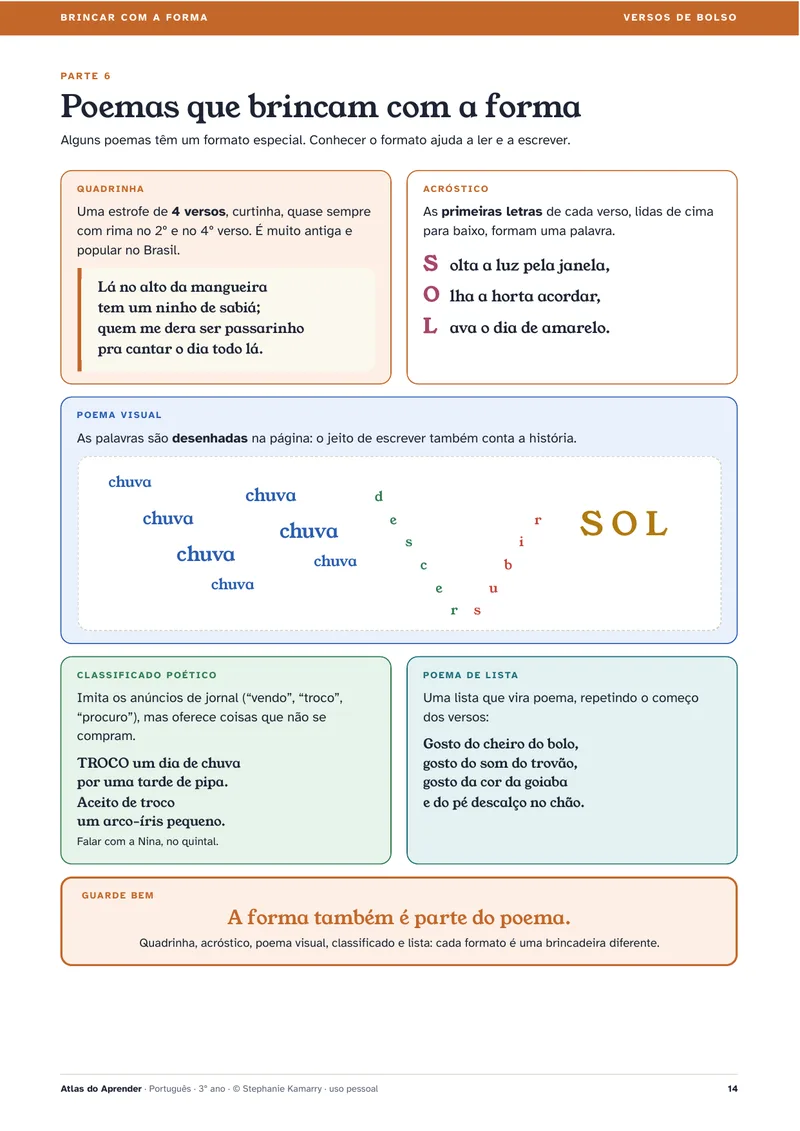 BRINCAR COM A FORMA
VERSOS DE BOLSO
PARTE 6
Poemas que brincam com a forma
Alguns poemas têm um formato especial. Conhecer o formato ajuda a ler e a escrever.
QUADRINHA
Uma estrofe de 4 versos, curtinha, quase sempre
com rima no 2º e no 4º verso. É muito antiga e
popular no Brasil.
Lá no alto da mangueira
tem um ninho de sabiá;
quem me dera ser passarinho
pra cantar o dia todo lá.
ACRÓSTICO
As primeiras letras de cada verso, lidas de cima
para baixo, formam uma palavra.
S olta a luz pela janela,
O lha a horta acordar,
L ava o dia de amarelo.
POEMA VISUAL
As palavras são desenhadas na página: o jeito de escrever também conta a história.
chuva
chuva
chuva
chuva
chuva
chuva
chuva
d
e
s
c
e
r
s
u
b
i
r
SOL
CLASSIFICADO POÉTICO
Imita os anúncios de jornal (“vendo”, “troco”,
“procuro”), mas oferece coisas que não se
compram.
TROCO um dia de chuva
por uma tarde de pipa.
Aceito de troco
um arco-íris pequeno.
Falar com a Nina, no quintal.
POEMA DE LISTA
Uma lista que vira poema, repetindo o começo
dos versos:
Gosto do cheiro do bolo,
gosto do som do trovão,
gosto da cor da goiaba
e do pé descalço no chão.
GUARDE BEM
A forma também é parte do poema.
Quadrinha, acróstico, poema visual, classificado e lista: cada formato é uma brincadeira diferente.
Atlas do Aprender · Português · 3º ano · © Stephanie Kamarry · uso pessoal
14